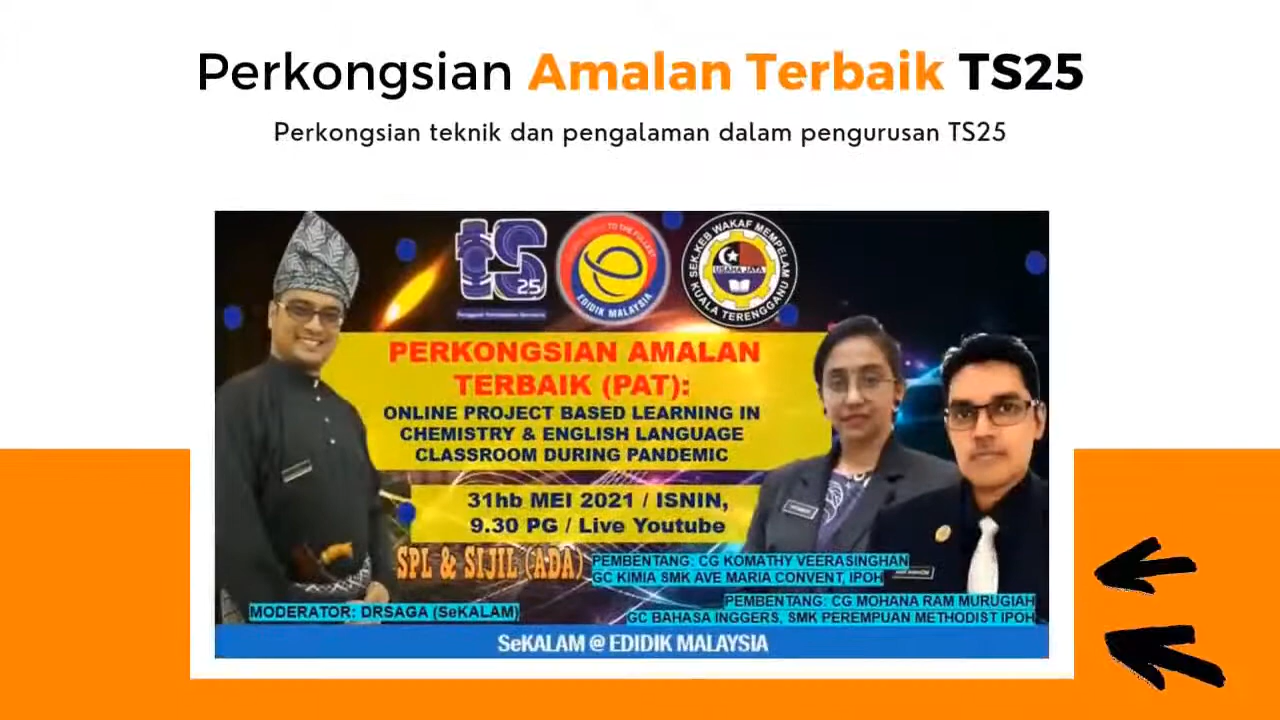 Perkongsian Amalan Terbaik TS25
Perkongsian teknik dan pengalaman dalam pengurusan TS25
ts
25
TO THE FULLEST
EDIDIK MALAYSIA
SEK.KEB WAKAF MEMPELAM
USAHA JAYA
KUALA TERENGGANU
PERKONGSIAN AMALAN
TERBAIK (PAT):
ONLINE PROJECT BASED LEARNING IN
CHEMISTRY & ENGLISH LANGUAGE
CLASSROOM DURING PANDEMIC
31hb MEI 2021 / ISNIN,
9.30 PG / Live Youtube
SPL & SIJIL (ADA)
PEMBENTANG: CG KOMATHY VEERASINGHAN
GC KIMIA SMK AVE MARIA CONVENT, IPOH
PEMBENTANG: CG MOHANA RAM MURUGIAH
GC BAHASA INGGERS, SMK PEREMPUAN METHODIST IPOH
MODERATOR: DRSAGA (SeKALAM)
SeKALAM @ EDIDIK MALAYSIA